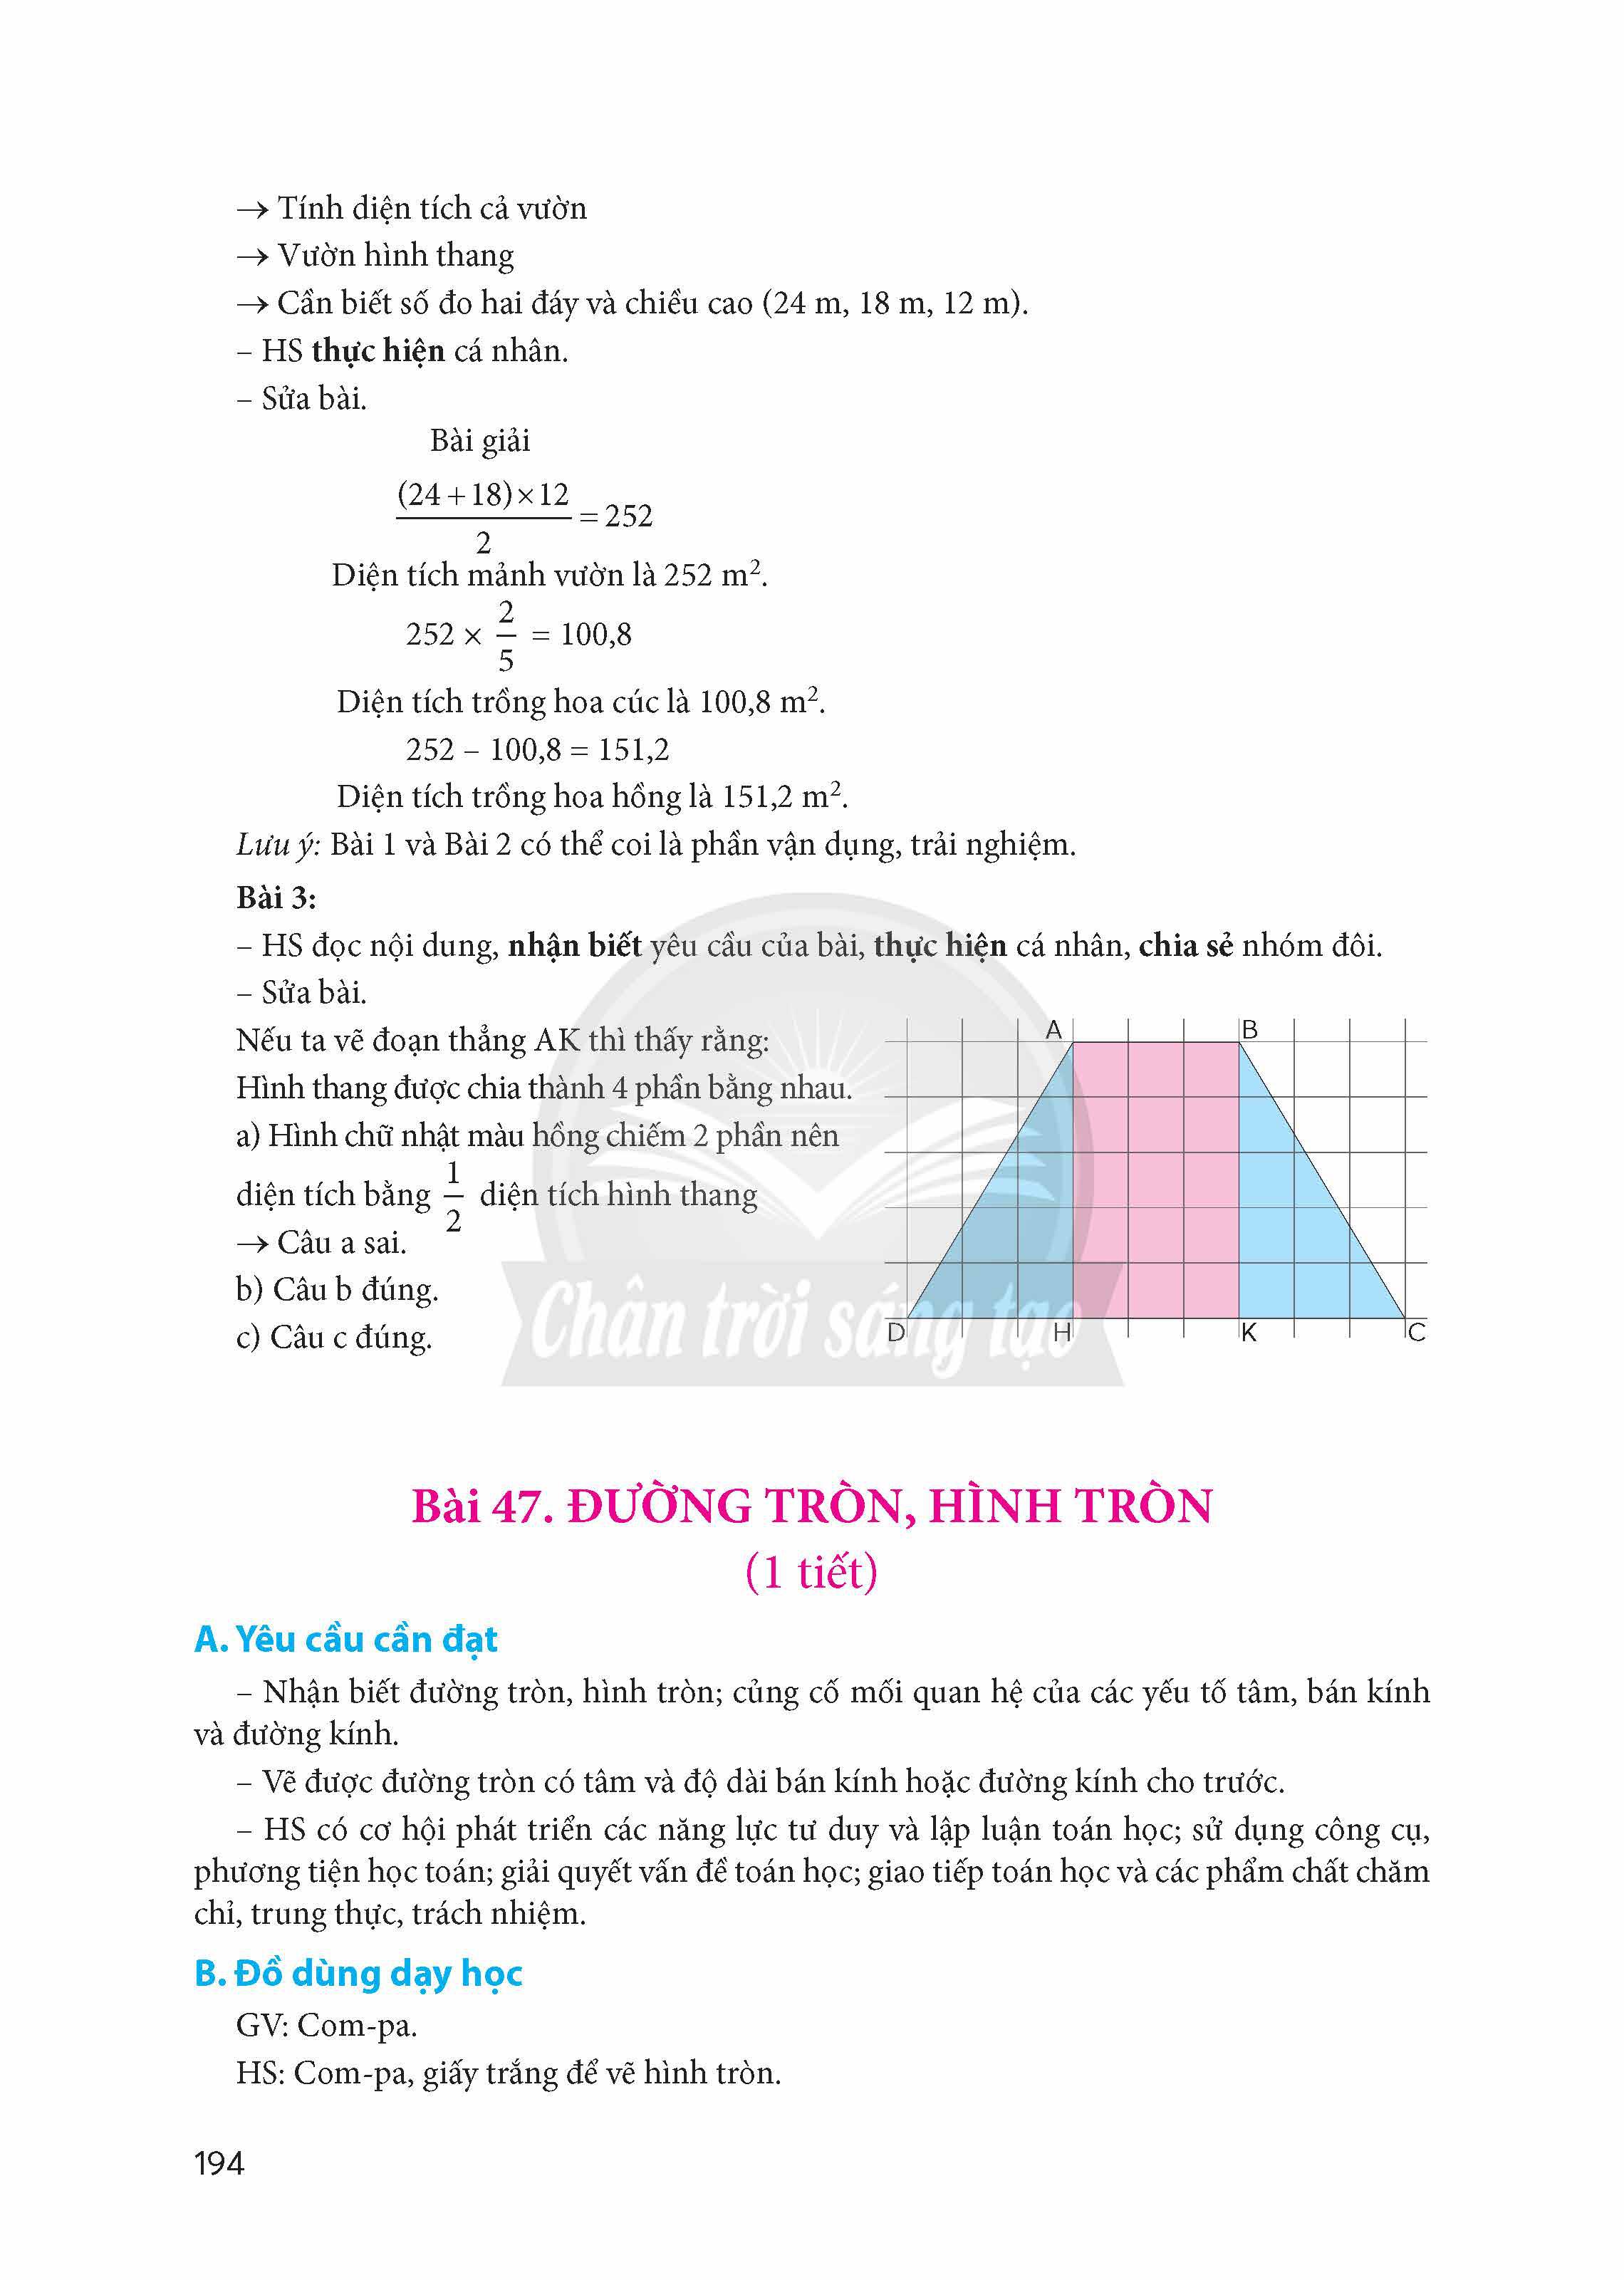 → Tính diện tích cả vườn
→ Vườn hình thang
→ Cần biết số đo hai đáy và chiều cao (24 m, 18 m, 12 m).
– HS thực hiện cá nhân.
– Sửa bài.
Bài giải
(24 + 18) × 12
= 252
2
Diện tích mảnh vườn là 252 m².
2
252 × = 100,8
5
Diện tích trồng hoa cúc là 100,8 m².
252 – 100,8 = 151,2
Diện tích trồng hoa hồng là 151,2 m².
Lưu ý: Bài 1 và Bài 2 có thể coi là phần vận dụng, trải nghiệm.
Bài 3:
– HS đọc nội dung, nhận biết yêu cầu của bài, thực hiện cá nhân, chia sẻ nhóm đôi.
– Sửa bài.
Nếu ta vẽ đoạn thẳng AK thì thấy rằng:
Hình thang được chia thành 4 phần bằng nhau.
a) Hình chữ nhật màu hồng chiếm 2 phần nên
diện tích bằng 1/2 diện tích hình thang
→ Câu a sai.
b) Câu b đúng.
c) Câu c đúng.
A B
D H K C
Chân trời sáng tạo
Bài 47. ĐƯỜNG TRÒN, HÌNH TRÒN
(1 tiết)
A. Yêu cầu cần đạt
– Nhận biết đường tròn, hình tròn; củng cố mối quan hệ của các yếu tố tâm, bán kính
và đường kính.
– Vẽ được đường tròn có tâm và độ dài bán kính hoặc đường kính cho trước.
– HS có cơ hội phát triển các năng lực tư duy và lập luận toán học; sử dụng công cụ,
phương tiện học toán; giải quyết vấn đề toán học; giao tiếp toán học và các phẩm chất chăm
chỉ, trung thực, trách nhiệm.
B. Đồ dùng dạy học
GV: Com-pa.
HS: Com-pa, giấy trắng để vẽ hình tròn.
194